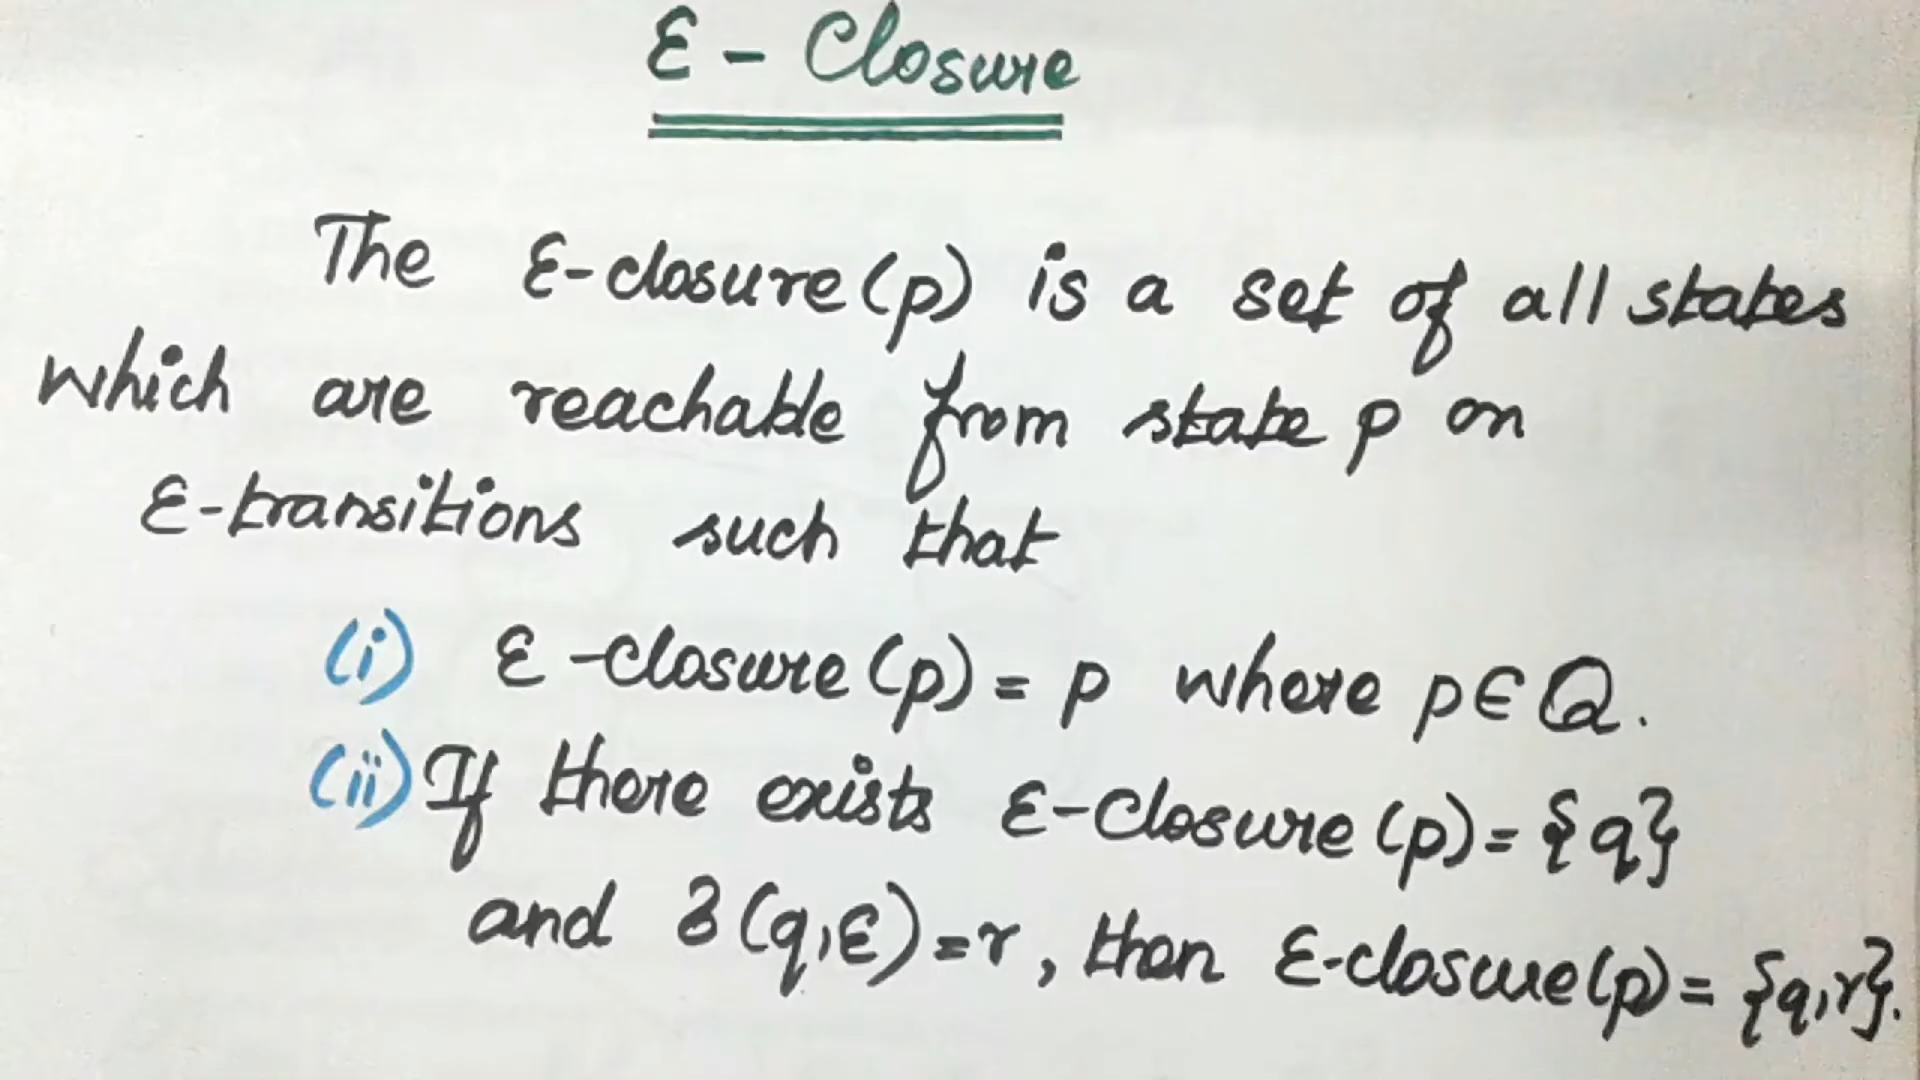 ε - Closure
The ε-closure(p) is a set of all states
which are reachable from state p on
ε-transitions such that
(i) ε-closure(p) = p where p∈Q.
(ii) If there exists ε-Closure(p) = {q}
and δ(q,ε) = r, then ε-closure(p) = {q,r}.